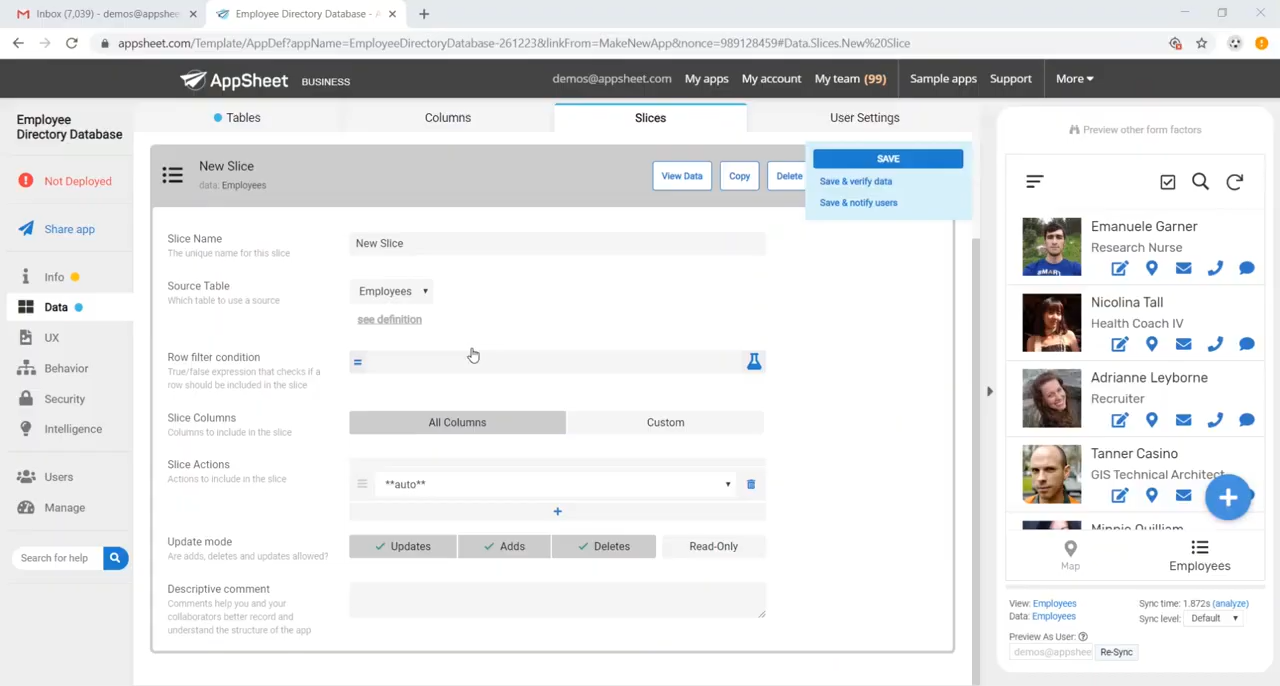 Inbox (7,039) - demos@appshee
Employee Directory Database - A
appsheet.com/Template/AppDef?appName=EmployeeDirectoryDatabase-261223&linkFrom=MakeNewApp&nonce=989128459#Data.Slices.New%20Slice
AppSheet BUSINESS
demos@appsheet.com My apps My account My team (99) Sample apps Support More
Employee
Directory Database
Not Deployed
Share app
Info
Data
UX
Behavior
Security
Intelligence
Users
Manage
Search for help
Tables Columns Slices User Settings
New Slice
data: Employees
View Data Copy Delete
SAVE
Save & verify data
Save & notify users
Slice Name
The unique name for this slice
New Slice
Source Table
Which table to use a source
Employees
see definition
Row filter condition
True/false expression that checks if a
row should be included in the slice
=
Slice Columns
Columns to include in the slice
All Columns Custom
Slice Actions
Actions to include in the slice
**auto**
+
Update mode
Are adds, deletes and updates allowed?
Updates Adds Deletes Read-Only
Descriptive comment
Comments help you and your
collaborators better record and
understand the structure of the app
Preview other form factors
Emanuele Garner
Research Nurse
Nicolina Tall
Health Coach IV
Adrianne Leyborne
Recruiter
Tanner Casino
GIS Technical Architect
Minnie Quilliam
Map Employees
View: Employees
Data: Employees
Sync time: 1.872s (analyze)
Sync level: Default
Preview As User:
demos@appshee Re-Sync